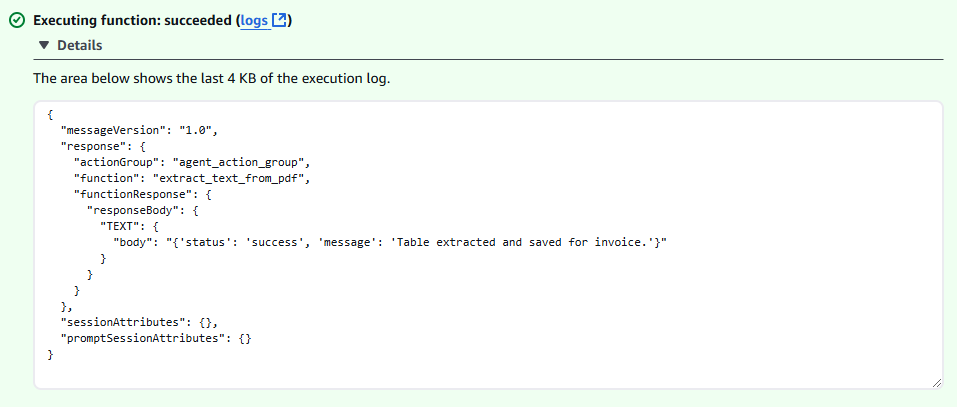 Executing function: succeeded (logs)
Details
The area below shows the last 4 KB of the execution log.
{
  "messageVersion": "1.0",
  "response": {
    "actionGroup": "agent_action_group",
    "function": "extract_text_from_pdf",
    "functionResponse": {
      "responseBody": {
        "TEXT": {
          "body": "{'status': 'success', 'message': 'Table extracted and saved for invoice.'}"
        }
      }
    }
  },
  "sessionAttributes": {},
  "promptSessionAttributes": {}
}